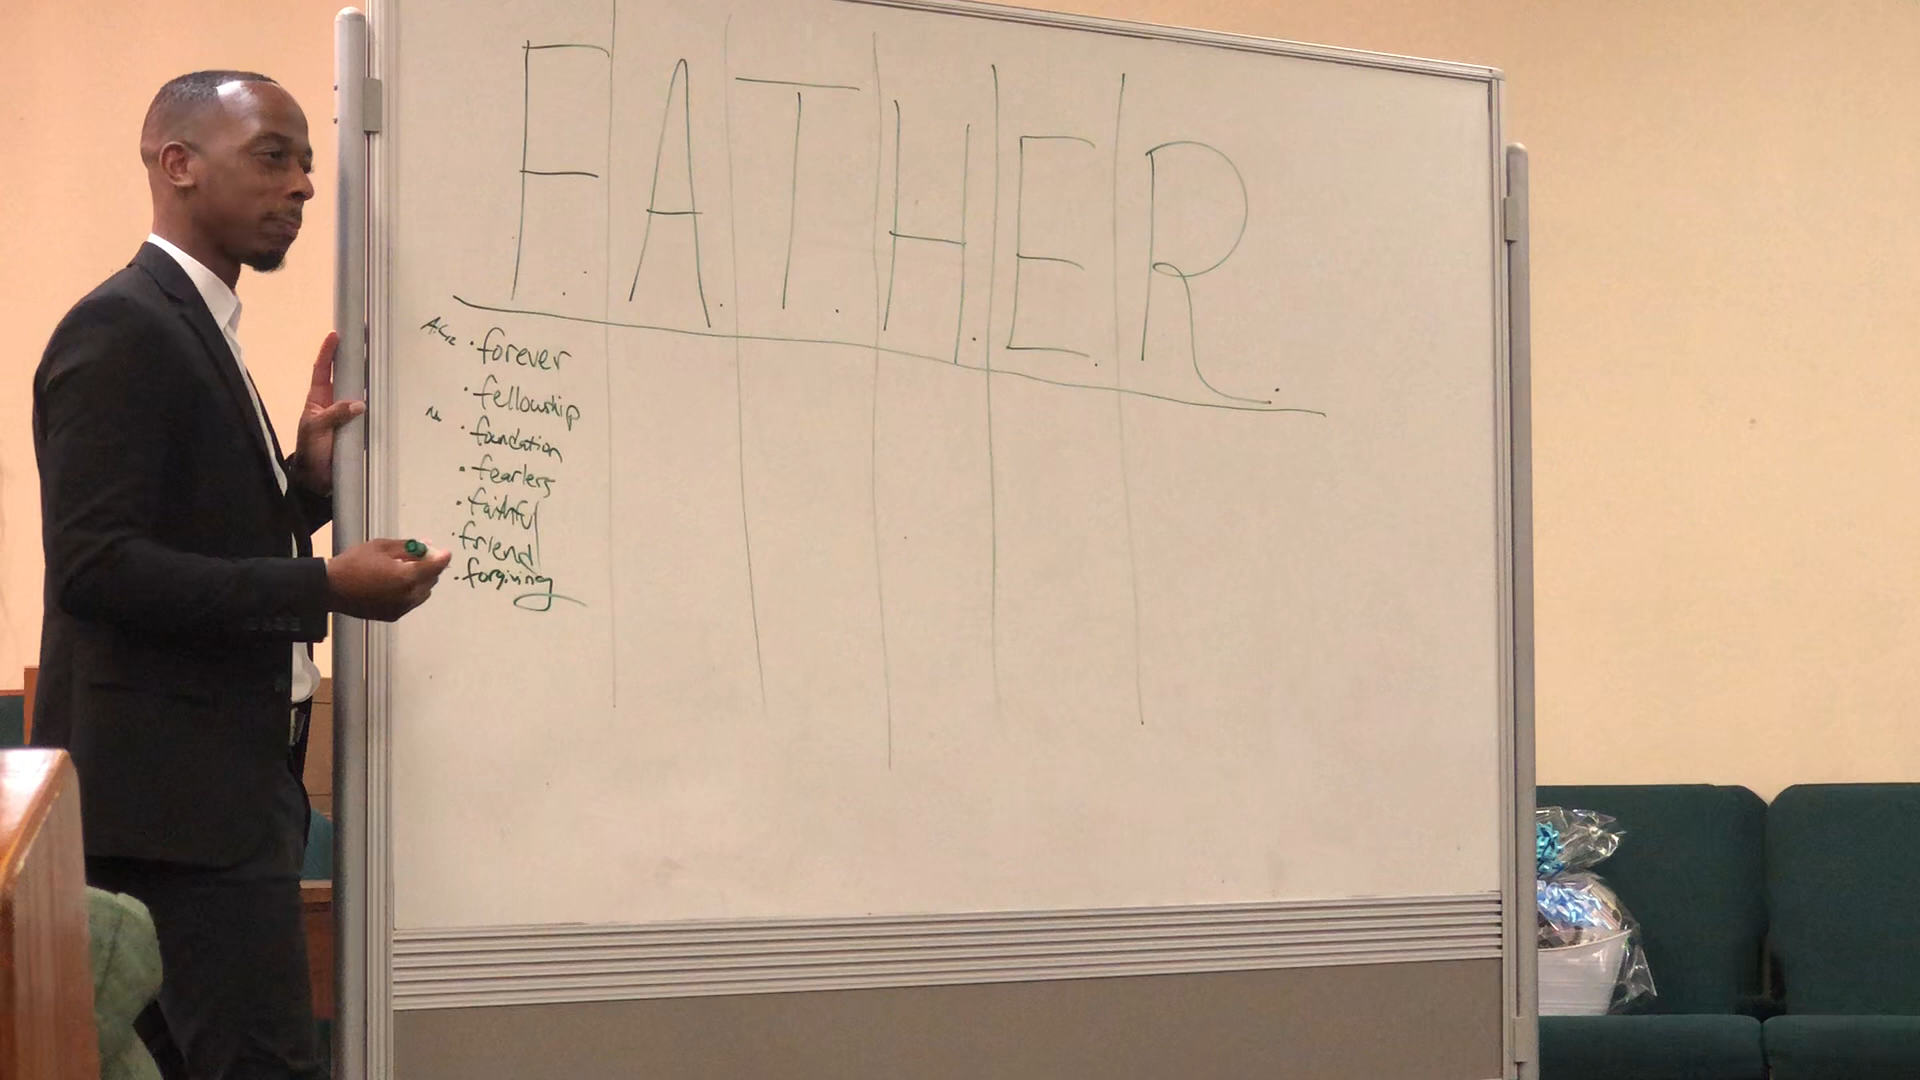 F. A. T. H. E. R.
· forever
· fellowship
· foundation
· fearless
· faithful
· friend
· forgiving